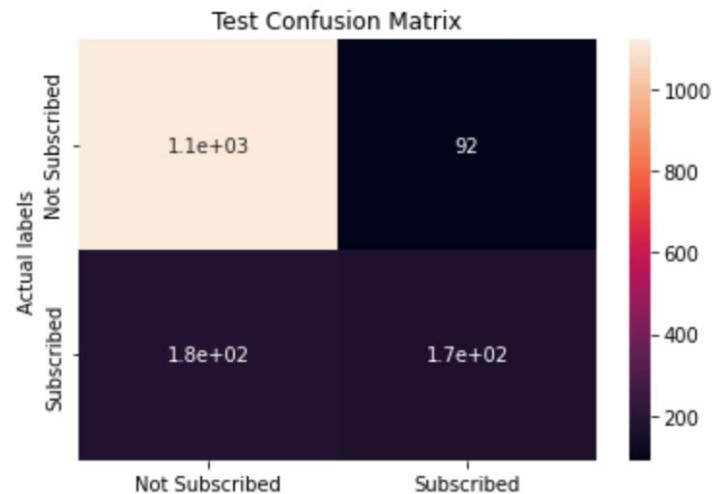 Test Confusion Matrix
Actual labels
Not Subscribed
1.1e+03
92
Subscribed
1.8e+02
1.7e+02
Not Subscribed
Subscribed
1000
800
600
400
200